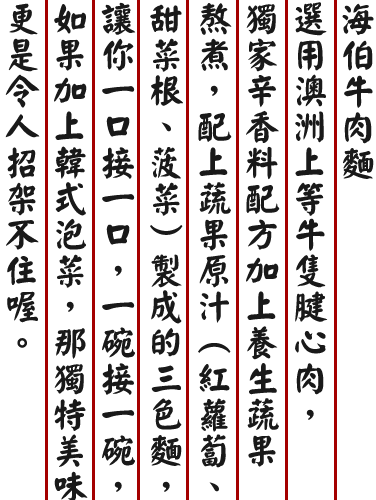 海伯牛肉麵
選用澳洲上等牛隻腱心肉，
獨家辛香料配方加上養生蔬果
熬煮，配上蔬果原汁（紅蘿蔔、
甜菜根、菠菜）製成的三色麵，
讓你一口接一口，一碗接一碗，
如果加上韓式泡菜，那獨特美味
更是令人招架不住喔。